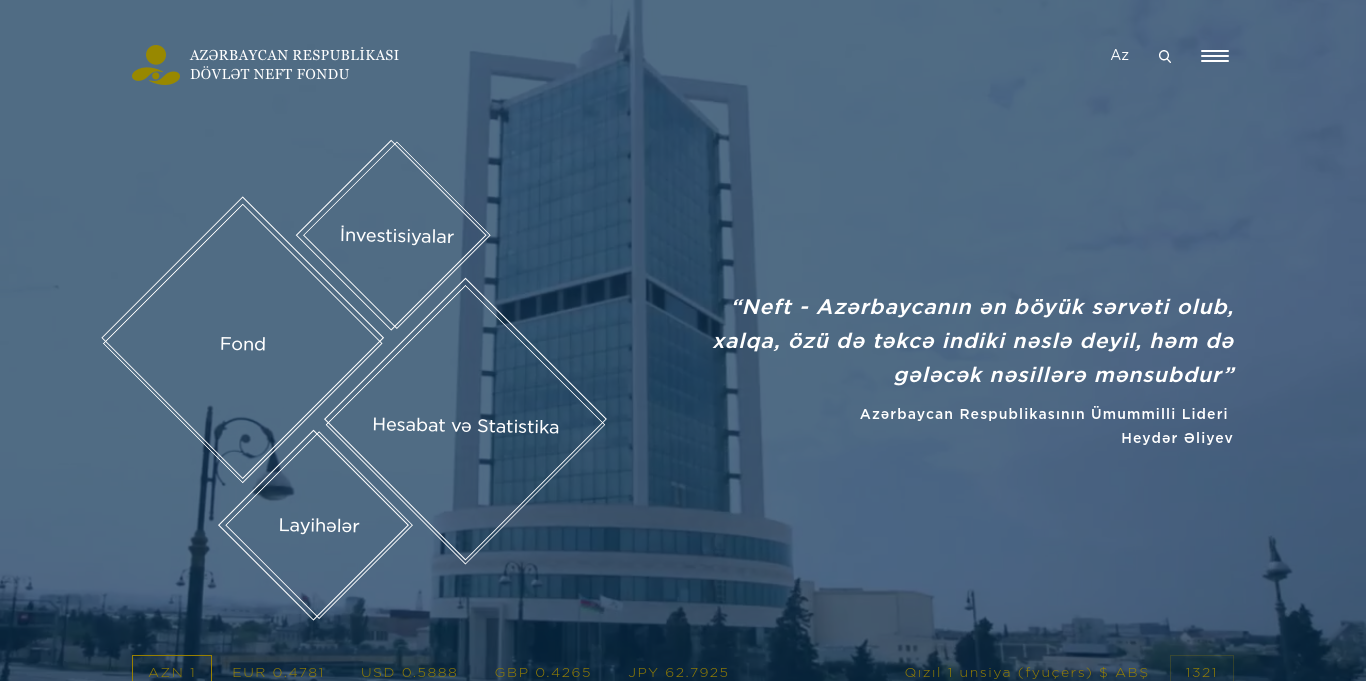 AZƏRBAYCAN RESPUBLİKASI
DÖVLƏT NEFT FONDU
Az
İnvestisiyalar
Fond
Hesabat və Statistika
Layihələr
“Neft - Azərbaycanın ən böyük sərvəti olub,
xalqa, özü də təkcə indiki nəslə deyil, həm də
gələcək nəsillərə mənsubdur”
Azərbaycan Respublikasının Ümummilli Lideri
Heydər Əliyev
AZN 1 EUR 0.4781 USD 0.5888 GBP 0.4265 JPY 62.7925 Qızıl 1 unsiya (fyuçers) $ ABŞ 1321